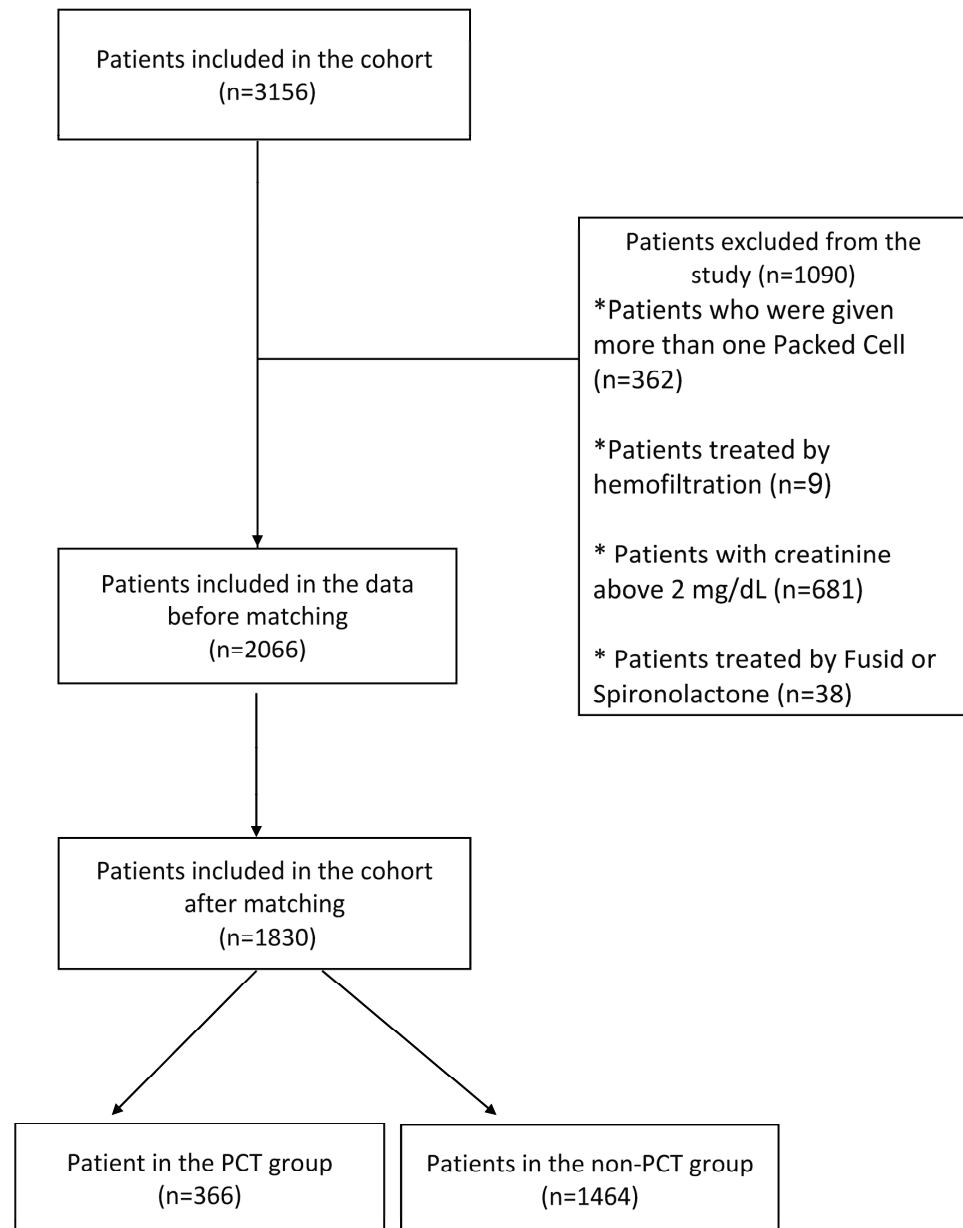 Patients included in the cohort
(n=3156)
Patients excluded from the
study (n=1090)
*Patients who were given
more than one Packed Cell
(n=362)
*Patients treated by
hemofiltration (n=9)
* Patients with creatinine
above 2 mg/dL (n=681)
* Patients treated by Fusid or
Spironolactone (n=38)
Patients included in the data
before matching
(n=2066)
Patients included in the cohort
after matching
(n=1830)
Patient in the PCT group
(n=366)
Patients in the non-PCT group
(n=1464)